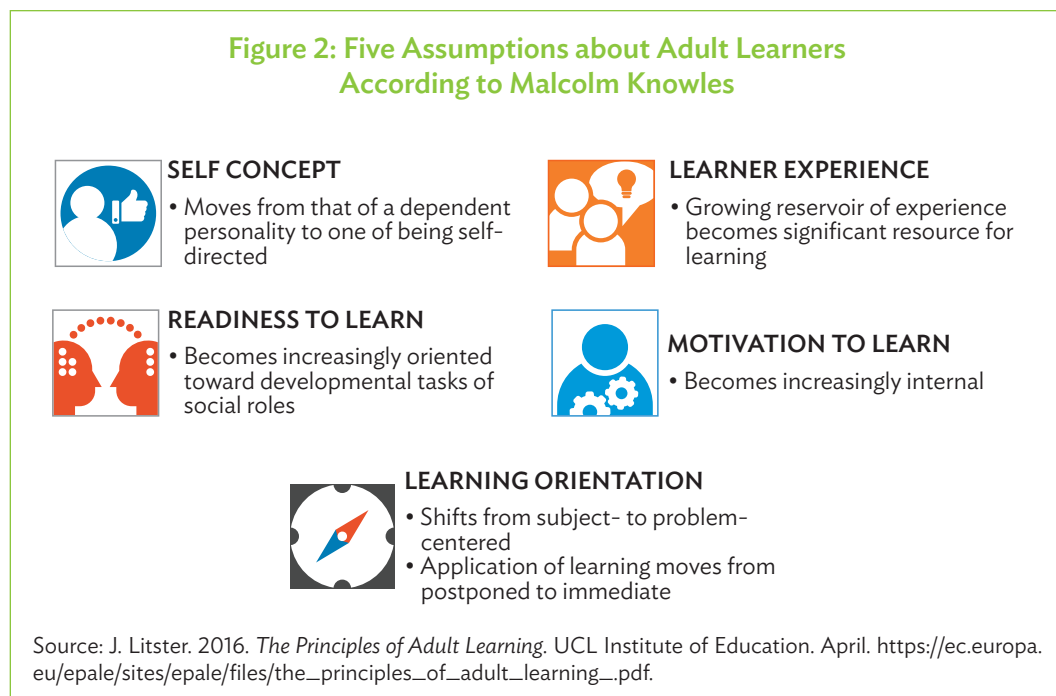 Figure 2: Five Assumptions about Adult Learners
According to Malcolm Knowles
SELF CONCEPT
• Moves from that of a dependent
personality to one of being self-
directed
LEARNER EXPERIENCE
• Growing reservoir of experience
becomes significant resource for
learning
READINESS TO LEARN
• Becomes increasingly oriented
toward developmental tasks of
social roles
MOTIVATION TO LEARN
• Becomes increasingly internal
LEARNING ORIENTATION
• Shifts from subject- to problem-
centered
• Application of learning moves from
postponed to immediate
Source: J. Litster. 2016. The Principles of Adult Learning. UCL Institute of Education. April. https://ec.europa.
eu/epale/sites/epale/files/the_principles_of_adult_learning_.pdf.